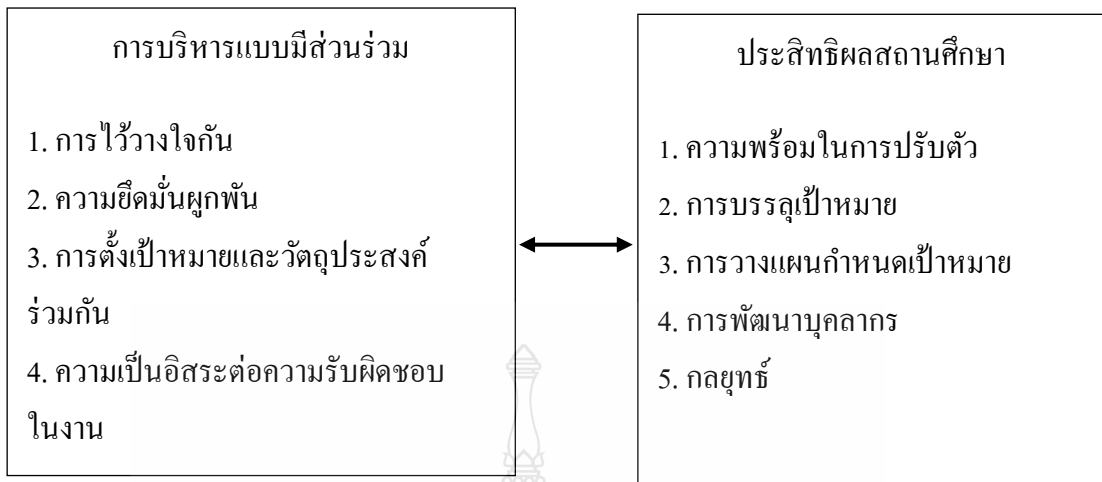 การบริหารแบบมีส่วนร่วม
1. การไว้วางใจกัน
2. ความยึดมั่นผูกพัน
3. การตั้งเป้าหมายและวัตถุประสงค์
ร่วมกัน
4. ความเป็นอิสระต่อความรับผิดชอบ
ในงาน
ประสิทธิผลสถานศึกษา
1. ความพร้อมในการปรับตัว
2. การบรรลุเป้าหมาย
3. การวางแผนกำหนดเป้าหมาย
4. การพัฒนาบุคลากร
5. กลยุทธ์